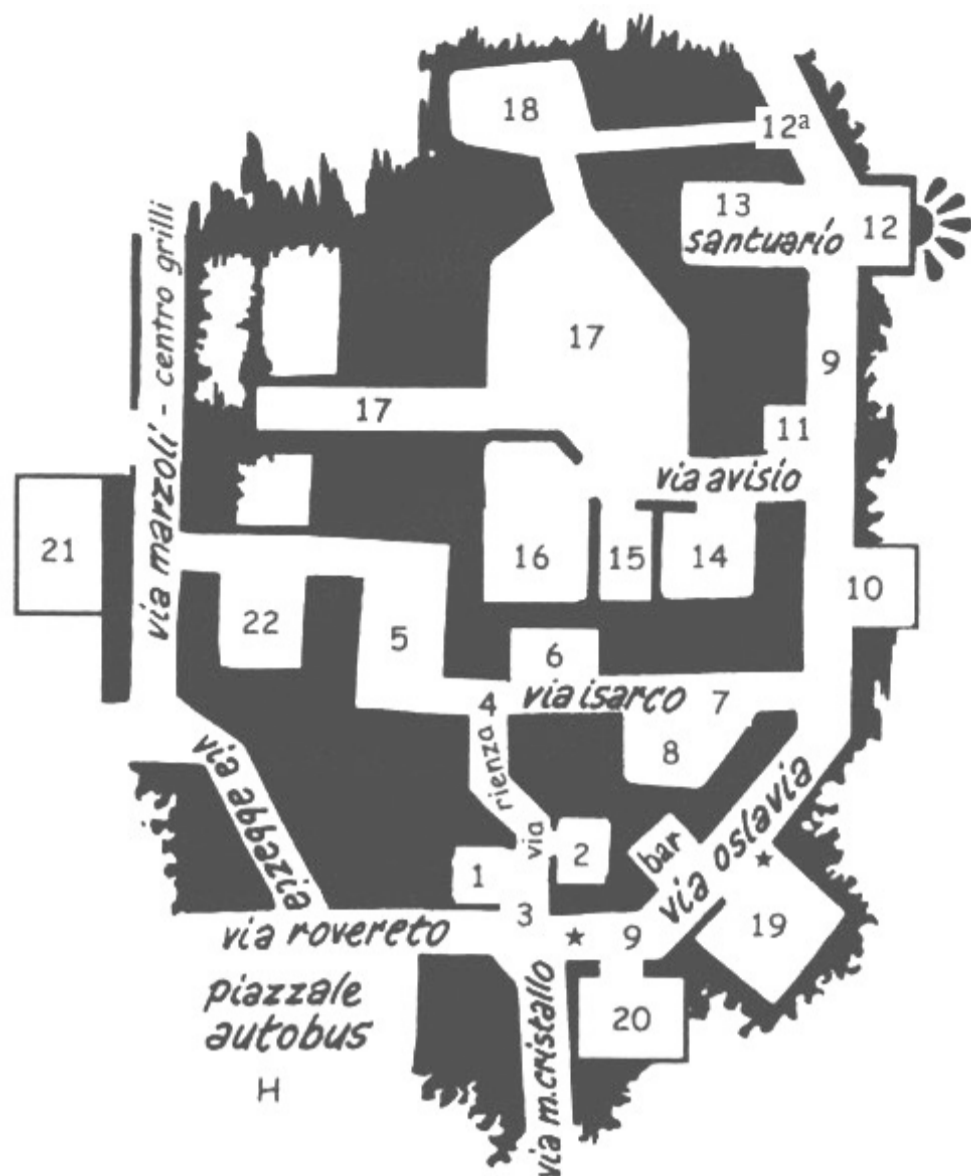 18
12ª
13
santuario
12
17
9
17
11
via avisio
via marzoli - centro grilli
21
16
15
14
10
22
5
6
4
via isarco
7
8
via rienza
via abbazia
bar
via oslavia
1
2
3
★
9
★
19
via rovereto
piazzale
autobus
H
20
via m.cristallo